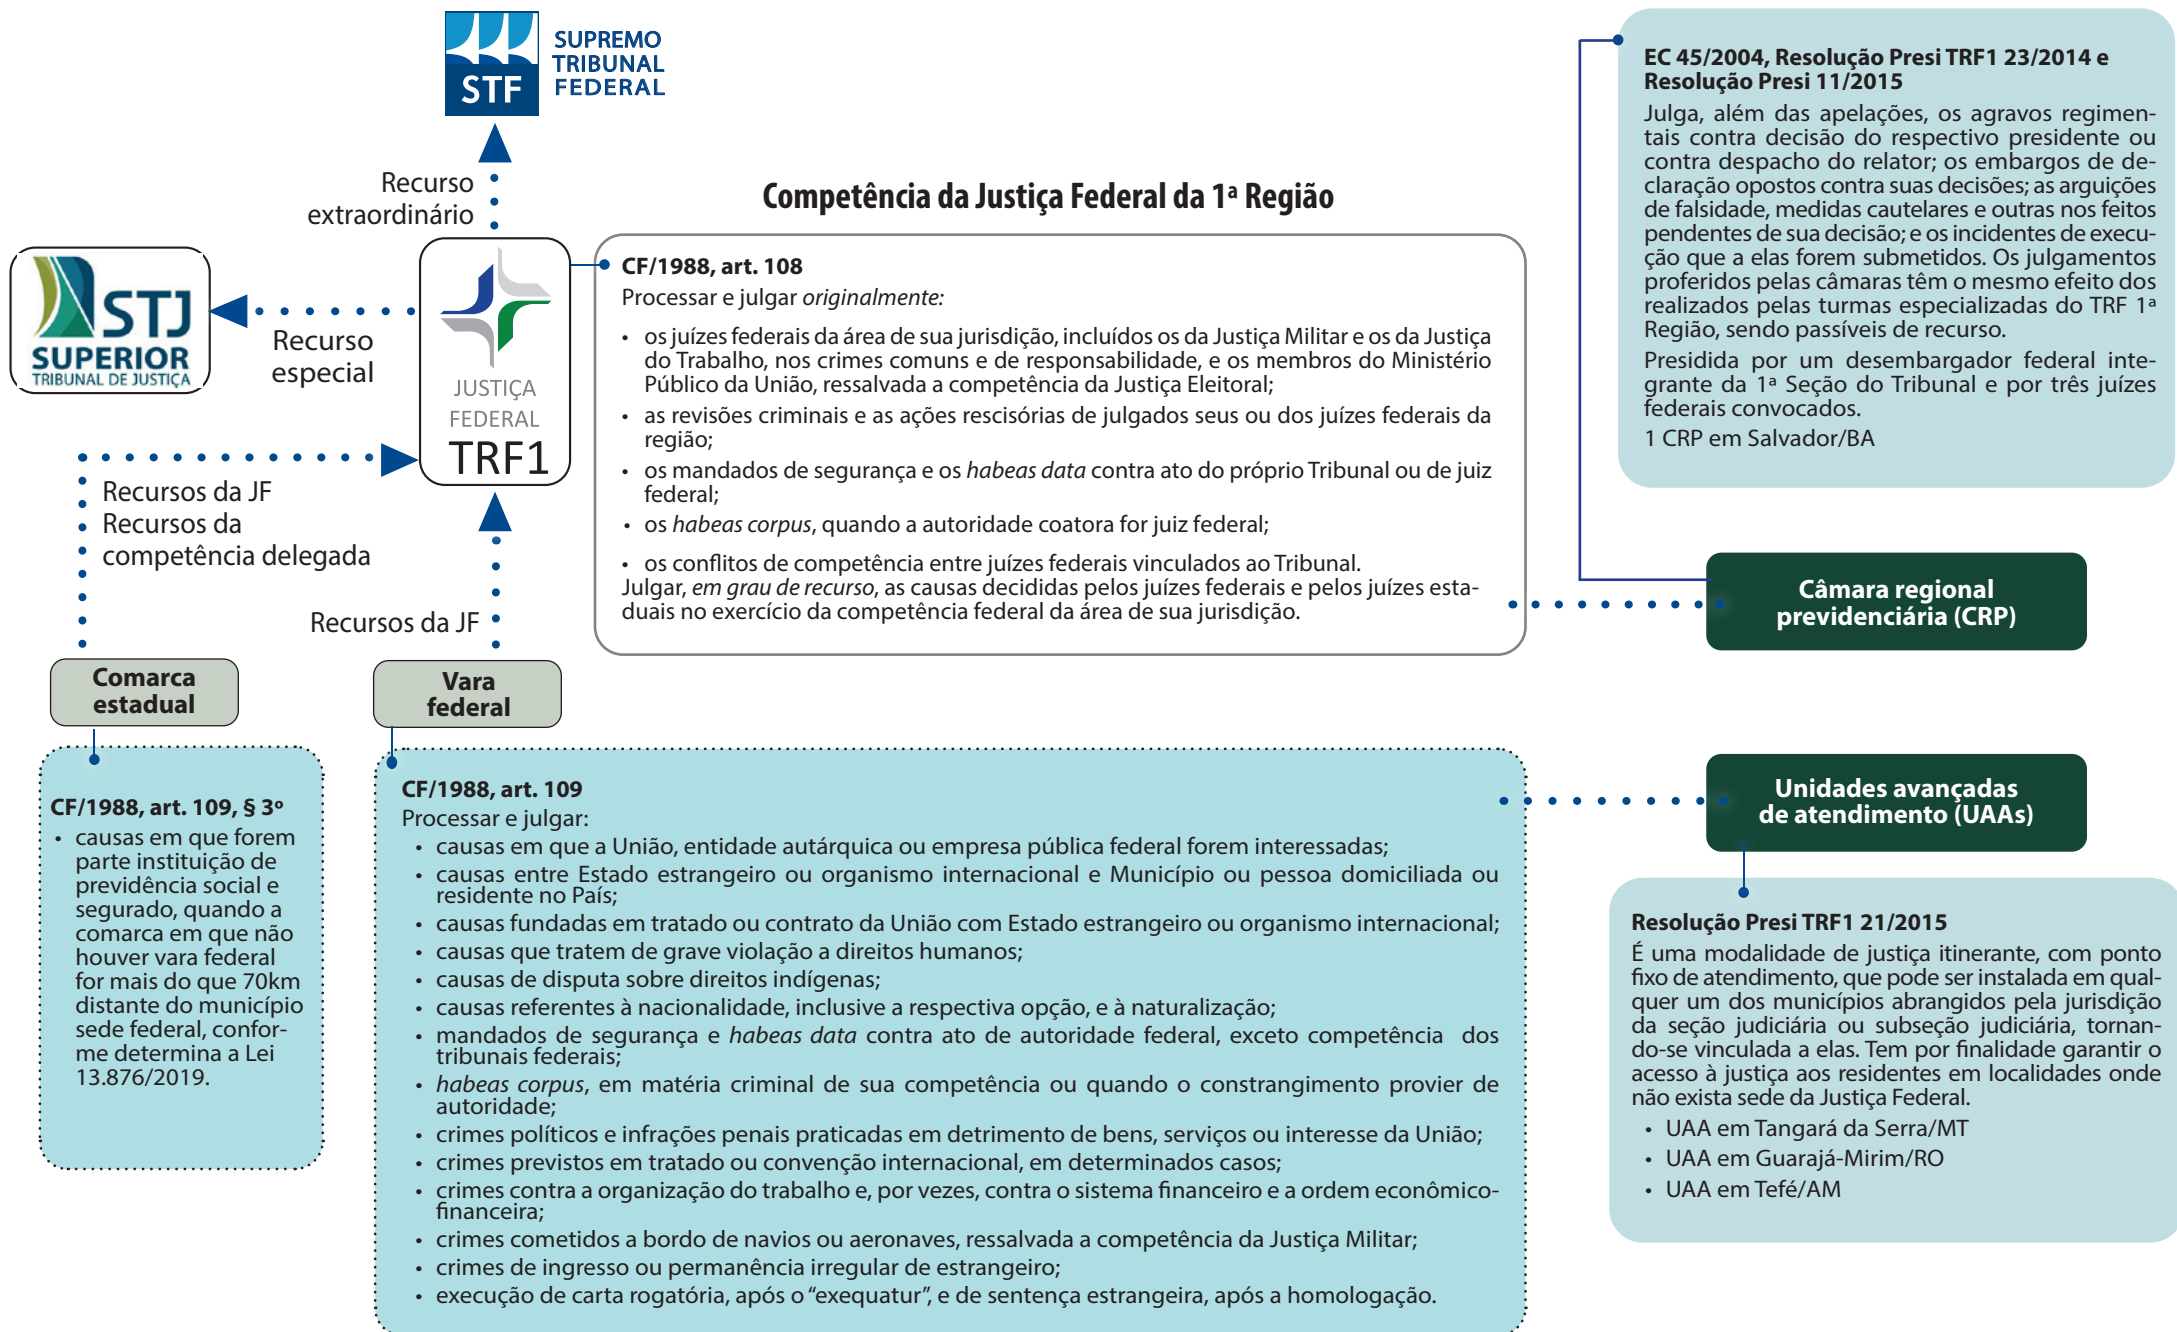 STF
SUPREMO
TRIBUNAL
FEDERAL
Recurso
extraordinário
STJ
SUPERIOR
TRIBUNAL DE JUSTIÇA
Recurso
especial
JUSTIÇA
FEDERAL
TRF1
Recursos da JF
Recursos da
competência delegada
Recursos da JF
Competência da Justiça Federal da 1ª Região
CF/1988, art. 108
Processar e julgar originalmente:
• os juízes federais da área de sua jurisdição, incluídos os da Justiça Militar e os da Justiça
do Trabalho, nos crimes comuns e de responsabilidade, e os membros do Ministério
Público da União, ressalvada a competência da Justiça Eleitoral;
• as revisões criminais e as ações rescisórias de julgados seus ou dos juízes federais da
região;
• os mandados de segurança e os habeas data contra ato do próprio Tribunal ou de juiz
federal;
• os habeas corpus, quando a autoridade coatora for juiz federal;
• os conflitos de competência entre juízes federais vinculados ao Tribunal.
Julgar, em grau de recurso, as causas decididas pelos juízes federais e pelos juízes esta-
duais no exercício da competência federal da área de sua jurisdição.
EC 45/2004, Resolução Presi TRF1 23/2014 e
Resolução Presi 11/2015
Julga, além das apelações, os agravos regimen-
tais contra decisão do respectivo presidente ou
contra despacho do relator; os embargos de de-
claração opostos contra suas decisões; as arguições
de falsidade, medidas cautelares e outras nos feitos
pendentes de sua decisão; e os incidentes de execu-
ção que a elas forem submetidos. Os julgamentos
proferidos pelas câmaras têm o mesmo efeito dos
realizados pelas turmas especializadas do TRF 1ª
Região, sendo passíveis de recurso.
Presidida por um desembargador federal inte-
grante da 1ª Seção do Tribunal e por três juízes
federais convocados.
1 CRP em Salvador/BA
Câmara regional
previdenciária (CRP)
Comarca
estadual
CF/1988, art. 109, § 3º
• causas em que forem
parte instituição de
previdência social e
segurado, quando a
comarca em que não
houver vara federal
for mais do que 70km
distante do município
sede federal, confor-
me determina a Lei
13.876/2019.
Vara
federal
CF/1988, art. 109
Processar e julgar:
• causas em que a União, entidade autárquica ou empresa pública federal forem interessadas;
• causas entre Estado estrangeiro ou organismo internacional e Município ou pessoa domiciliada ou
residente no País;
• causas fundadas em tratado ou contrato da União com Estado estrangeiro ou organismo internacional;
• causas que tratem de grave violação a direitos humanos;
• causas de disputa sobre direitos indígenas;
• causas referentes à nacionalidade, inclusive a respectiva opção, e à naturalização;
• mandados de segurança e habeas data contra ato de autoridade federal, exceto competência dos
tribunais federais;
• habeas corpus, em matéria criminal de sua competência ou quando o constrangimento provier de
autoridade;
• crimes políticos e infrações penais praticadas em detrimento de bens, serviços ou interesse da União;
• crimes previstos em tratado ou convenção internacional, em determinados casos;
• crimes contra a organização do trabalho e, por vezes, contra o sistema financeiro e a ordem econômico-
financeira;
• crimes cometidos a bordo de navios ou aeronaves, ressalvada a competência da Justiça Militar;
• crimes de ingresso ou permanência irregular de estrangeiro;
• execução de carta rogatória, após o “exequatur”, e de sentença estrangeira, após a homologação.
Unidades avançadas
de atendimento (UAAs)
Resolução Presi TRF1 21/2015
É uma modalidade de justiça itinerante, com ponto
fixo de atendimento, que pode ser instalada em qual-
quer um dos municípios abrangidos pela jurisdição
da seção judiciária ou subseção judiciária, tornan-
do-se vinculada a elas. Tem por finalidade garantir o
acesso à justiça aos residentes em localidades onde
não exista sede da Justiça Federal.
• UAA em Tangará da Serra/MT
• UAA em Guarajá-Mirim/RO
• UAA em Tefé/AM